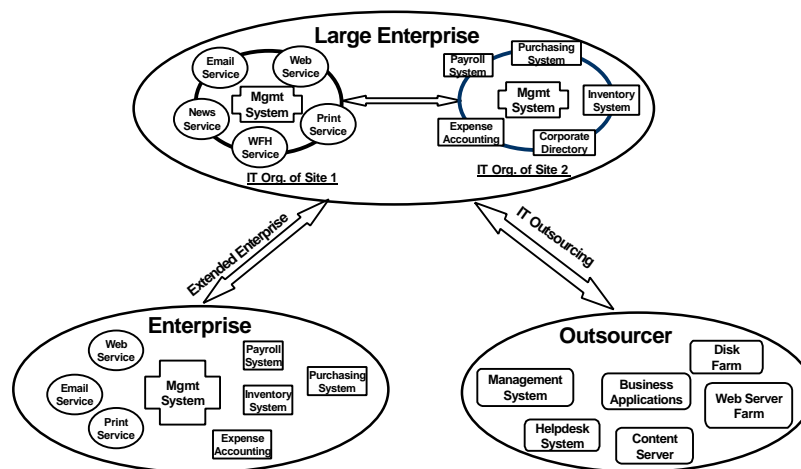 Large Enterprise
Email
Service
Web
Service
News
Service
Mgmt
System
Print
Service
WFH
Service
IT Org. of Site 1
Payroll
System
Purchasing
System
Mgmt
System
Inventory
System
Expense
Accounting
Corporate
Directory
IT Org. of Site 2
Extended Enterprise
IT Outsourcing
Enterprise
Web
Service
Email
Service
Print
Service
Mgmt
System
Payroll
System
Inventory
System
Purchasing
System
Expense
Accounting
Outsourcer
Disk
Farm
Management
System
Business
Applications
Web Server
Farm
Helpdesk
System
Content
Server